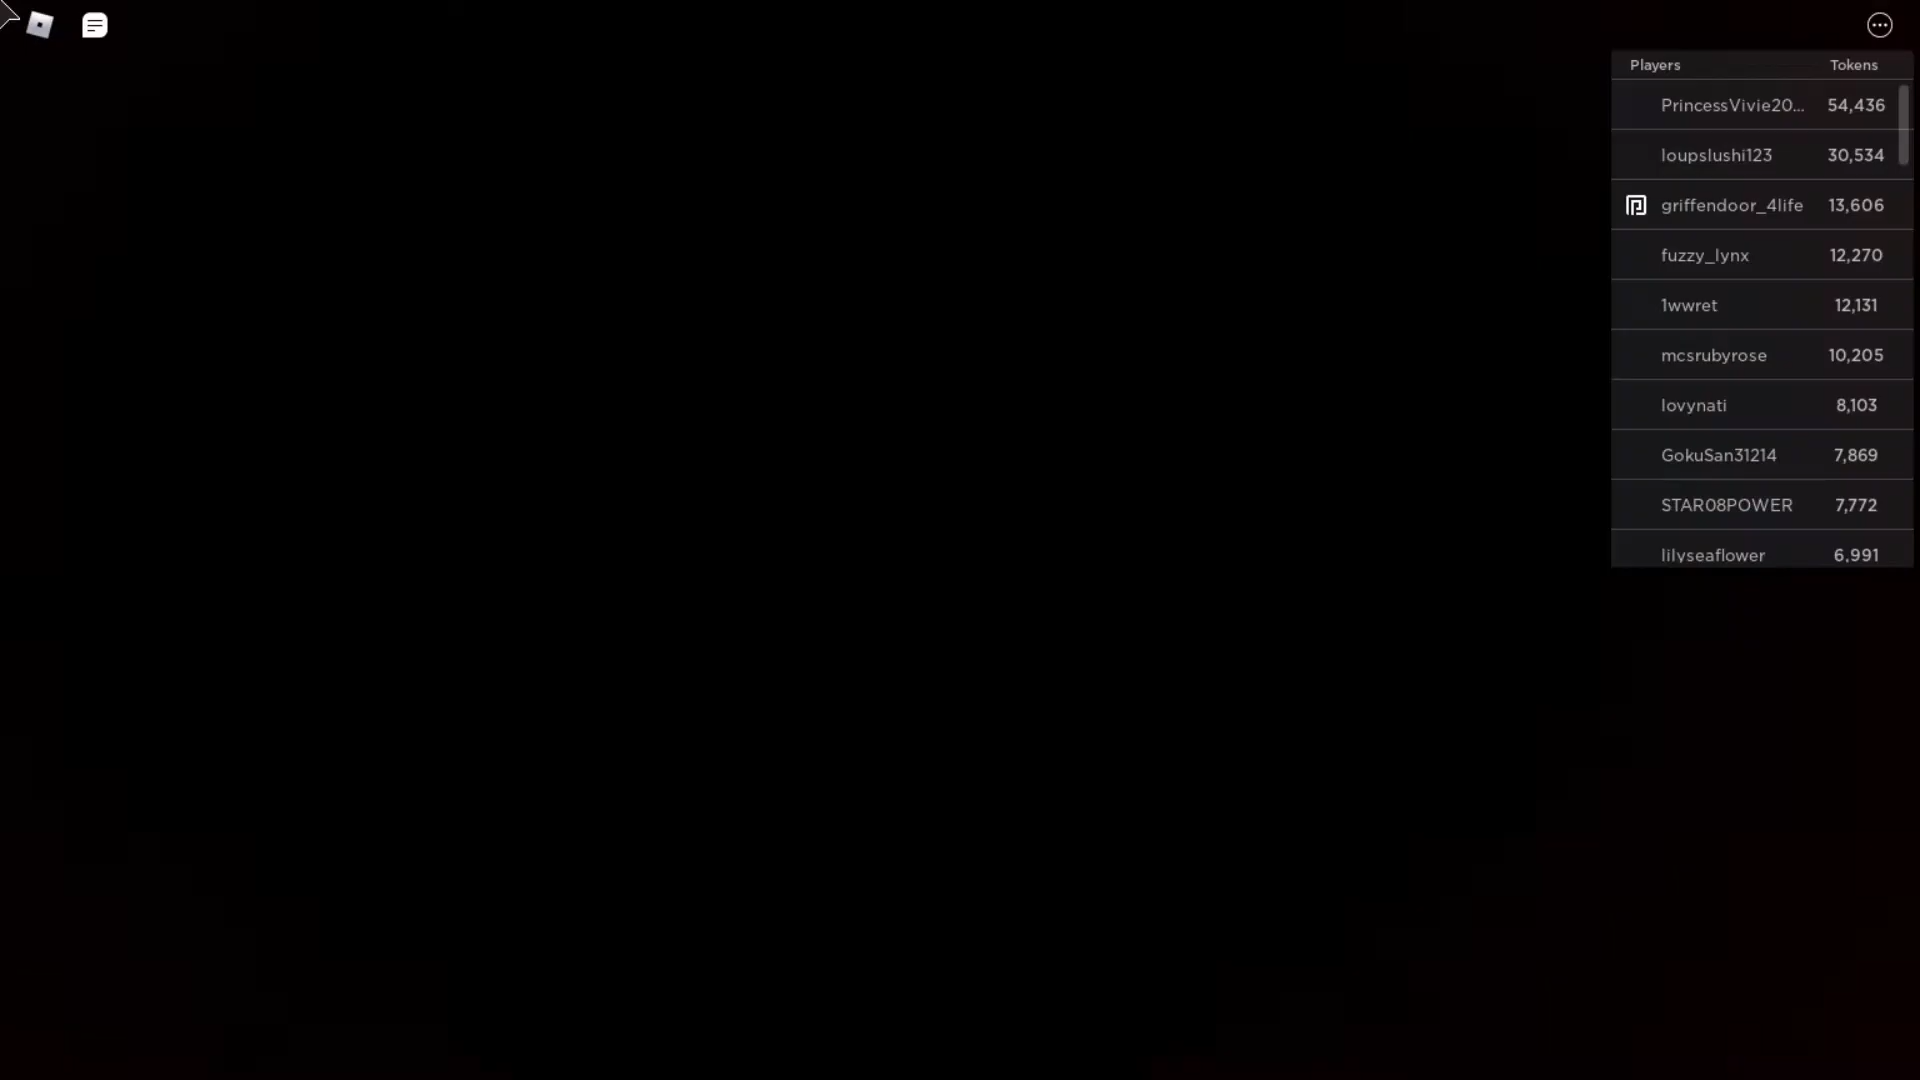 Players Tokens
PrincessVivie20... 54,436
loupslushi123 30,534
griffendoor_4life 13,606
fuzzy_lynx 12,270
1wwret 12,131
mcsrubyrose 10,205
lovynati 8,103
GokuSan31214 7,869
STAR08POWER 7,772
lilyseaflower 6,991